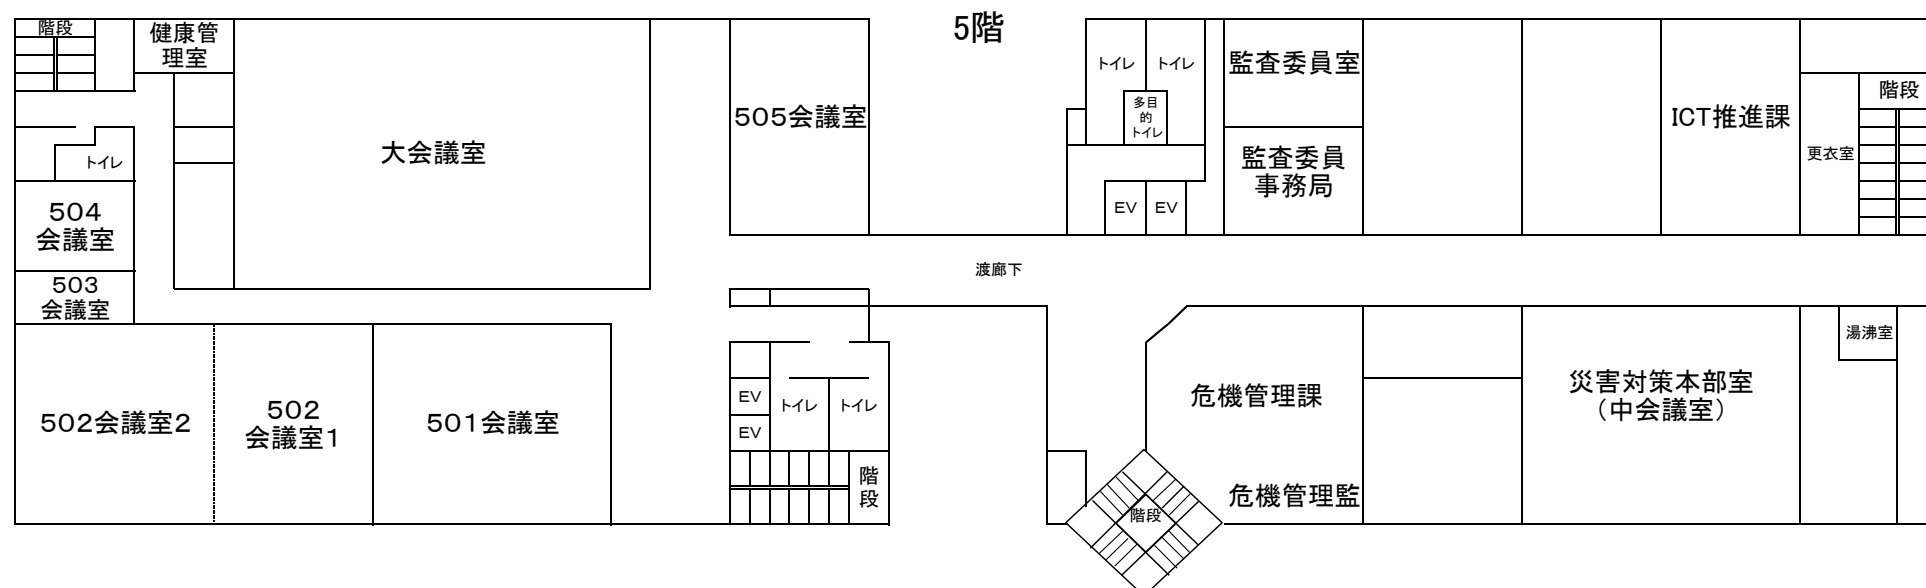 5階
階段
健康管
理室
大会議室
505会議室
トイレ
トイレ
多目
的
トイレ
監査委員室
監査委員
事務局
ICT推進課
階段
更衣室
トイレ
504
会議室
503
会議室
EV
EV
渡廊下
502会議室2
502
会議室1
501会議室
EV
EV
トイレ
トイレ
階
段
危機管理課
危機管理監
階段
災害対策本部室
（中会議室）
湯沸室